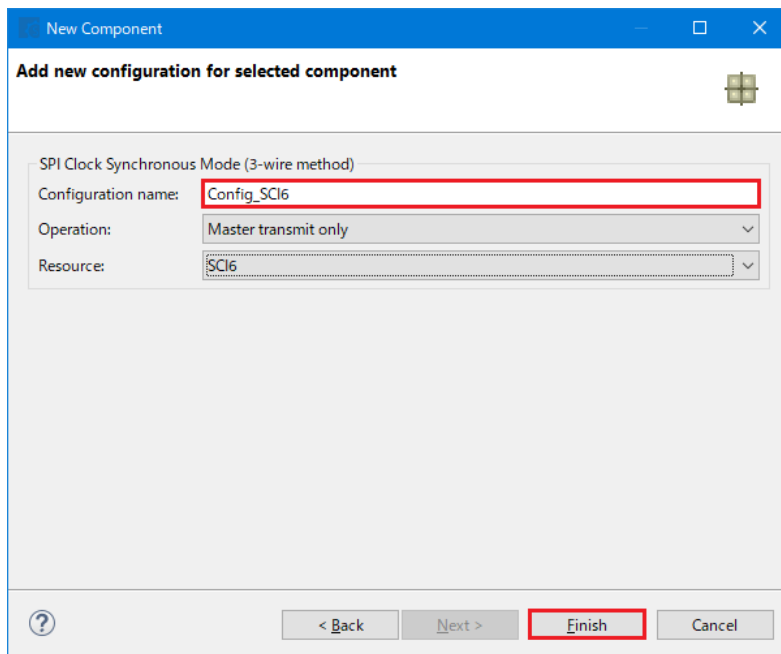 New Component
Add new configuration for selected component
SPI Clock Synchronous Mode (3-wire method)
Configuration name: Config_SCI6
Operation: Master transmit only
Resource: SCI6
? < Back Next > Finish Cancel